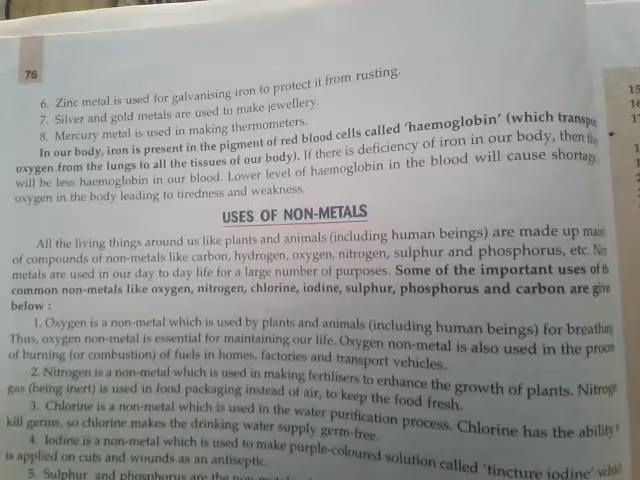 76
6. Zinc metal is used for galvanising iron to protect it from rusting.
7. Silver and gold metals are used to make jewellery.
8. Mercury metal is used in making thermometers.
In our body, iron is present in the pigment of red blood cells called 'haemoglobin' (which transpo
oxygen from the lungs to all the tissues of our body). If there is deficiency of iron in our body, then the
will be less haemoglobin in our blood. Lower level of haemoglobin in the blood will cause shortage
oxygen in the body leading to tiredness and weakness.
USES OF NON-METALS
All the living things around us like plants and animals (including human beings) are made up main
of compounds of non-metals like carbon, hydrogen, oxygen, nitrogen, sulphur and phosphorus, etc. Non
metals are used in our day to day life for a large number of purposes. Some of the important uses of th
common non-metals like oxygen, nitrogen, chlorine, iodine, sulphur, phosphorus and carbon are give
below :
1. Oxygen is a non-metal which is used by plants and animals (including human beings) for breathing
Thus, oxygen non-metal is essential for maintaining our life. Oxygen non-metal is also used in the proces
of burning (or combustion) of fuels in homes, factories and transport vehicles.
2. Nitrogen is a non-metal which is used in making fertilisers to enhance the growth of plants. Nitroge
gas (being inert) is used in food packaging instead of air, to keep the food fresh.
3. Chlorine is a non-metal which is used in the water purification process. Chlorine has the ability
kill germs, so chlorine makes the drinking water supply germ-free.
4. Iodine is a non-metal which is used to make purple-coloured solution called 'tincture iodine' whic
is applied on cuts and wounds as an antiseptic.
5. Sulphur and phosphorus are the non-metals
15
16